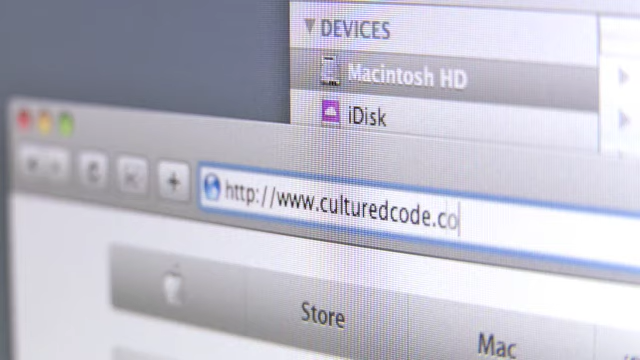 DEVICES
Macintosh HD
iDisk
http://www.culturedcode.co
Store
Mac